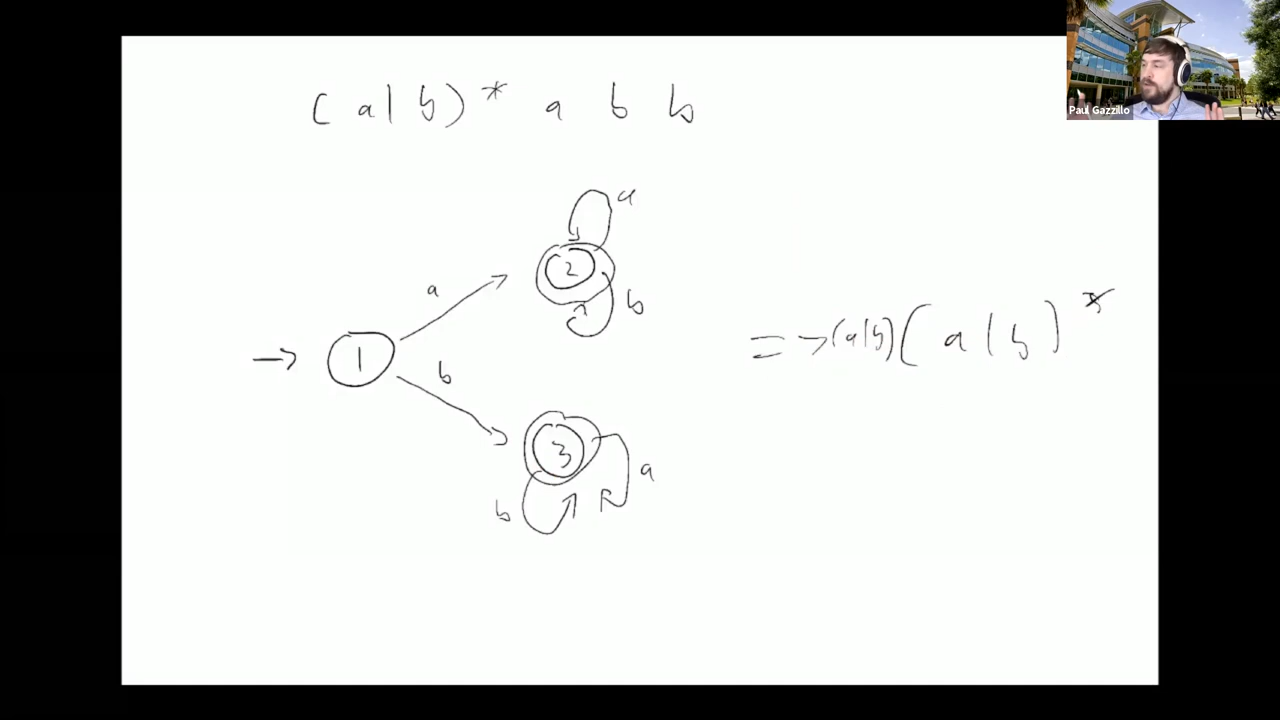 (a|b)* a b b
Paul Gazzillo
a
2
b
a
→ 1
b
=> (a|b)(a|b)*
3
a
b